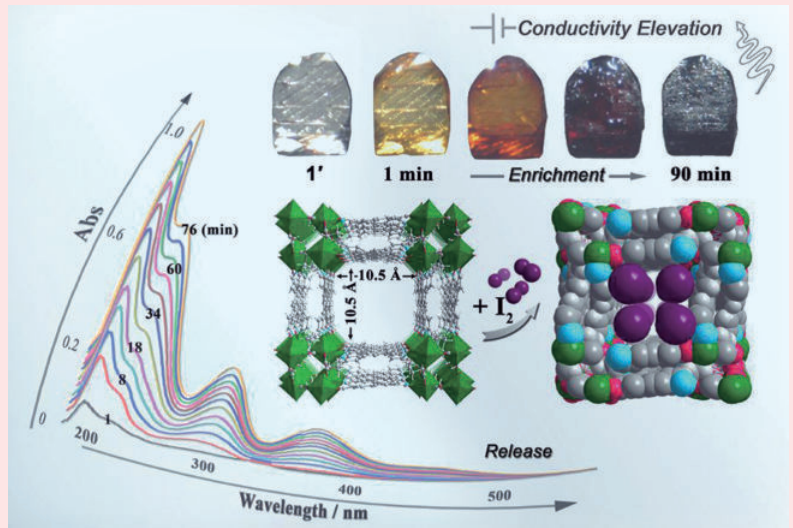 Conductivity Elevation
1′
1 min
Enrichment
90 min
1.0
Abs
0.6
0.2
0
76 (min)
60
34
18
8
1
10.5 Å
10.5 Å
+ I2
Release
200
300
400
500
Wavelength / nm